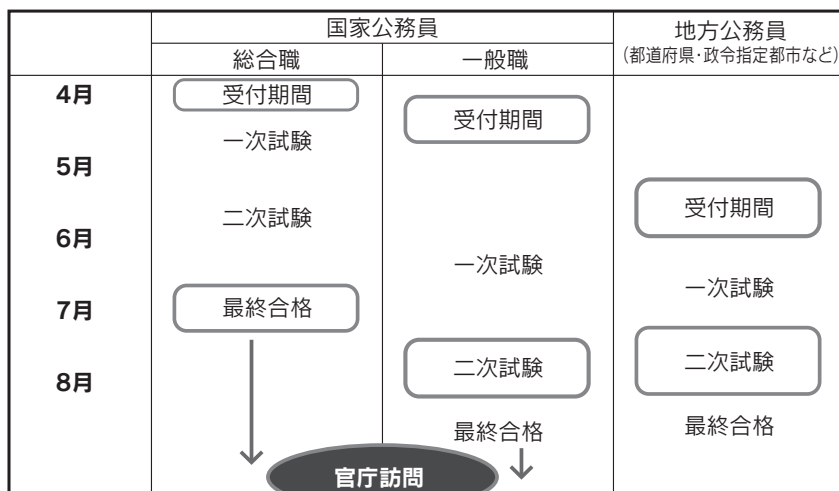 国家公務員
地方公務員
(都道府県・政令指定都市など)
総合職
一般職
4月
受付期間
受付期間
一次試験
5月
受付期間
二次試験
6月
一次試験
一次試験
7月
最終合格
二次試験
二次試験
8月
最終合格
最終合格
官庁訪問